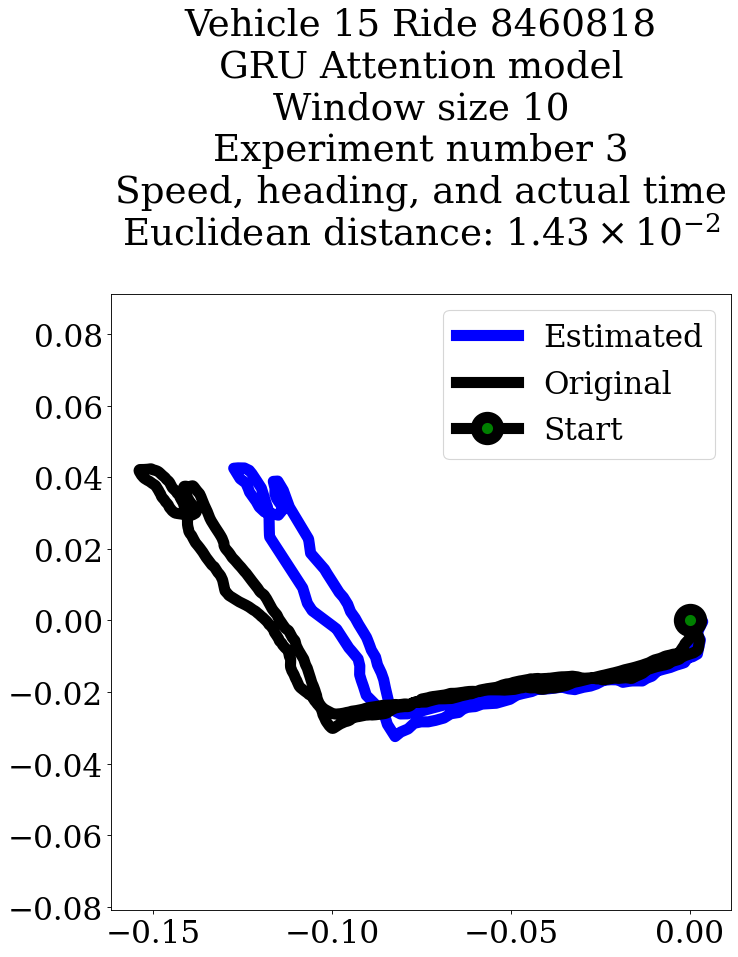 Vehicle 15 Ride 8460818
GRU Attention model
Window size 10
Experiment number 3
Speed, heading, and actual time
Euclidean distance: 1.43 × 10⁻²
Estimated
Original
Start
0.08
0.06
0.04
0.02
0.00
−0.02
−0.04
−0.06
−0.08
−0.15
−0.10
−0.05
0.00